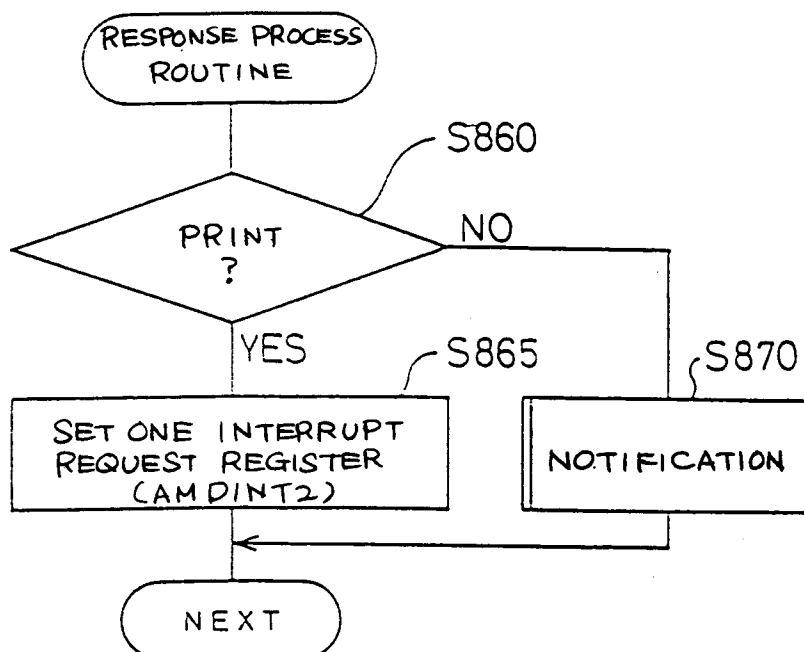 RESPONSE PROCESS
ROUTINE
S860
PRINT
?
NO
YES
S865
S870
SET ONE INTERRUPT
REQUEST REGISTER
(AMDINT2)
NOTIFICATION
NEXT